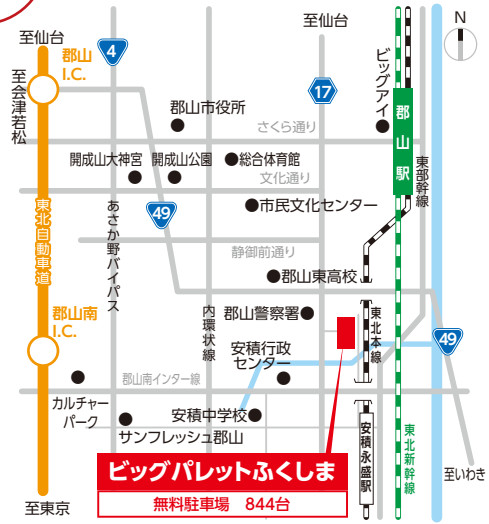 至仙台
至仙台
N
4
郡山
I.C.
17
ビッグアイ
至会津若松
郡山市役所
さくら通り
郡山駅
開成山大神宮
開成山公園
総合体育館
東部幹線
文化通り
市民文化センター
49
東北自動車道
あさか野バイパス
静御前通り
郡山東高校
郡山南
I.C.
内環状線
郡山警察署
東北本線
49
安積行政
センター
郡山南インター線
カルチャー
パーク
安積中学校
サンフレッシュ郡山
安積永盛駅
東北新幹線
ビッグパレットふくしま
無料駐車場 844台
至いわき
至東京